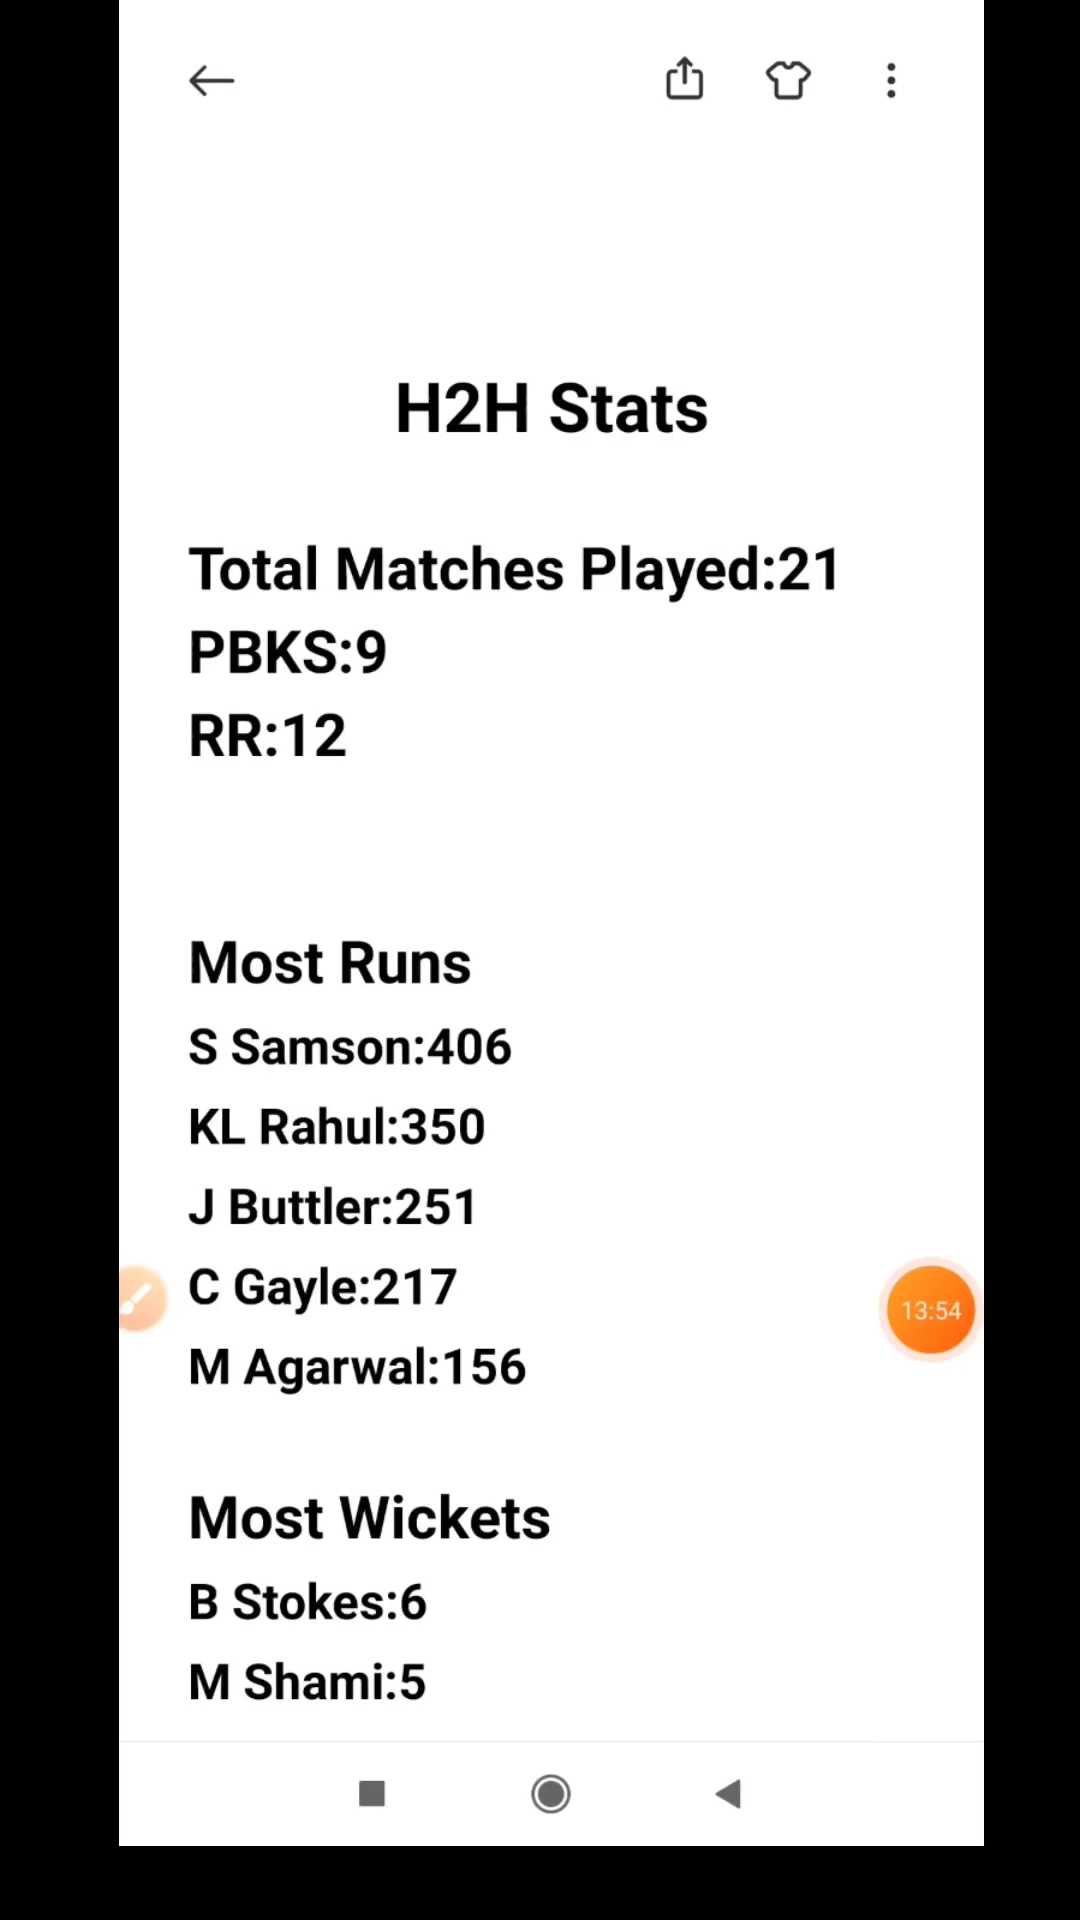 H2H Stats
Total Matches Played:21
PBKS:9
RR:12
Most Runs
S Samson:406
KL Rahul:350
J Buttler:251
C Gayle:217
13:54
M Agarwal:156
Most Wickets
B Stokes:6
M Shami:5